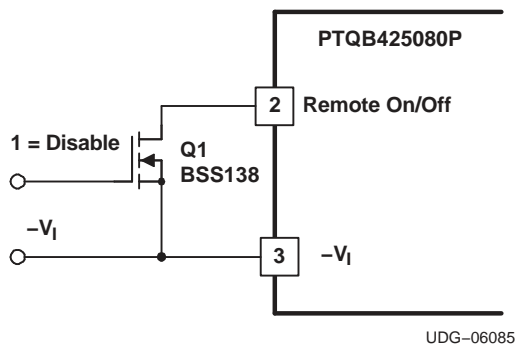 PTQB425080P
2 Remote On/Off
1 = Disable
Q1
BSS138
–VI
3 –VI
UDG–06085